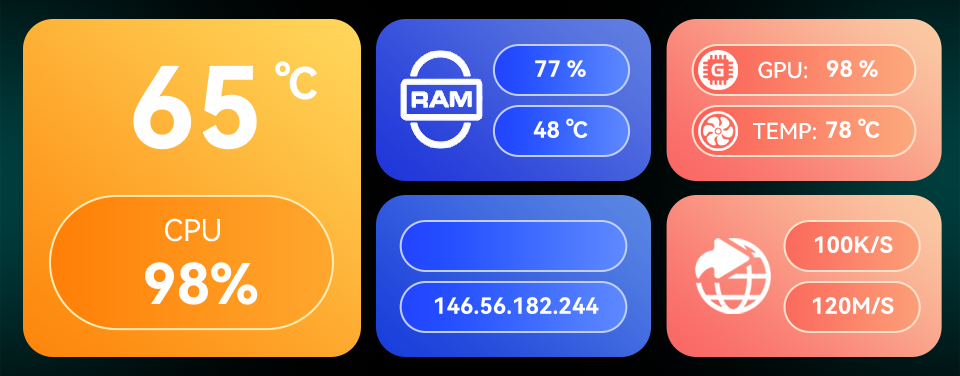 65 °C
CPU
98%
RAM
77 %
48 °C
G
GPU: 98 %
TEMP: 78 °C
146.56.182.244
100K/S
120M/S